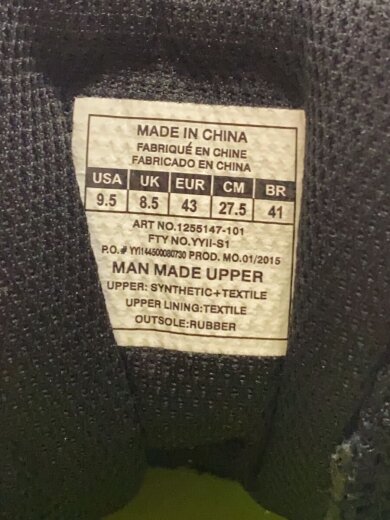 MADE IN CHINA
FABRIQUÉ EN CHINE
FABRICADO EN CHINA
USA UK EUR CM BR
9.5 8.5 43 27.5 41
ART NO.1255147-101
FTY NO.YYII-S1
P.O.# YYI144500080730 PROD. MO.01/2015
MAN MADE UPPER
UPPER: SYNTHETIC+TEXTILE
UPPER LINING:TEXTILE
OUTSOLE:RUBBER